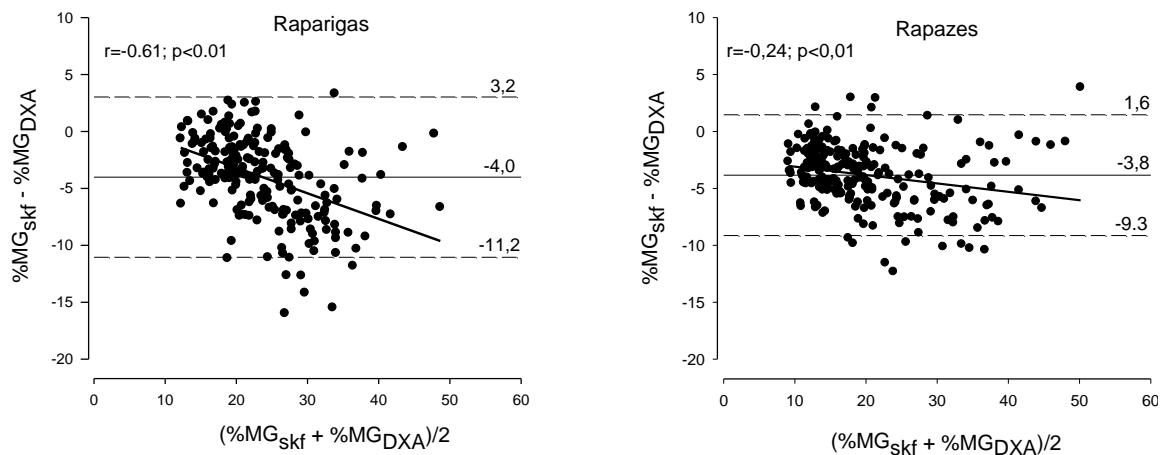 Raparigas
r=-0.61; p<0.01
10
5
0
-5
-10
-15
-20
3,2
-4,0
-11,2
%MGskf - %MGDXA
0 10 20 30 40 50 60
(%MGskf + %MGDXA)/2
Rapazes
r=-0,24; p<0,01
10
5
0
-5
-10
-15
-20
1,6
-3,8
-9.3
%MGskf - %MGDXA
0 10 20 30 40 50 60
(%MGskf + %MGDXA)/2